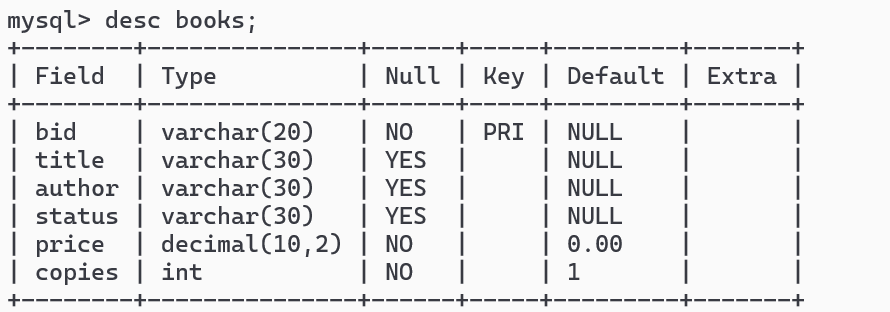 mysql> desc books;
+--------+---------------+------+-----+---------+-------+
| Field  | Type          | Null | Key | Default | Extra |
+--------+---------------+------+-----+---------+-------+
| bid    | varchar(20)   | NO   | PRI | NULL    |       |
| title  | varchar(30)   | YES  |     | NULL    |       |
| author | varchar(30)   | YES  |     | NULL    |       |
| status | varchar(30)   | YES  |     | NULL    |       |
| price  | decimal(10,2) | NO   |     | 0.00    |       |
| copies | int           | NO   |     | 1       |       |
+--------+---------------+------+-----+---------+-------+